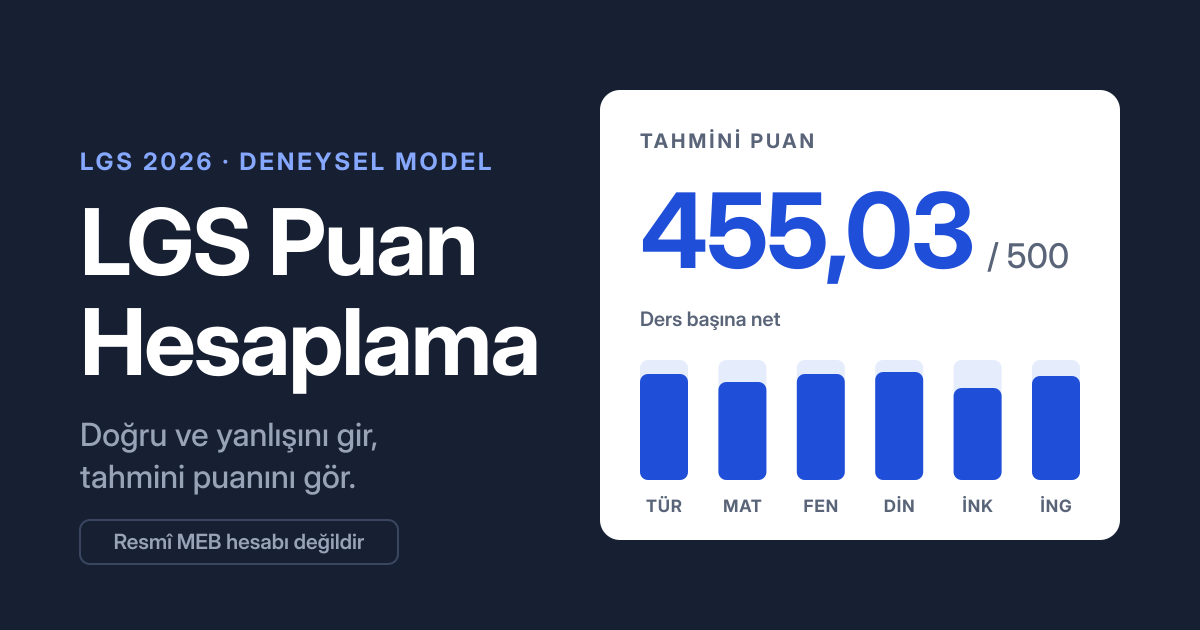 LGS 2026 · DENEYSEL MODEL
LGS Puan
Hesaplama
Doğru ve yanlışını gir,
tahmini puanını gör.
Resmî MEB hesabı değildir
TAHMİNİ PUAN
455,03 / 500
Ders başına net
TÜR MAT FEN DİN İNK İNG